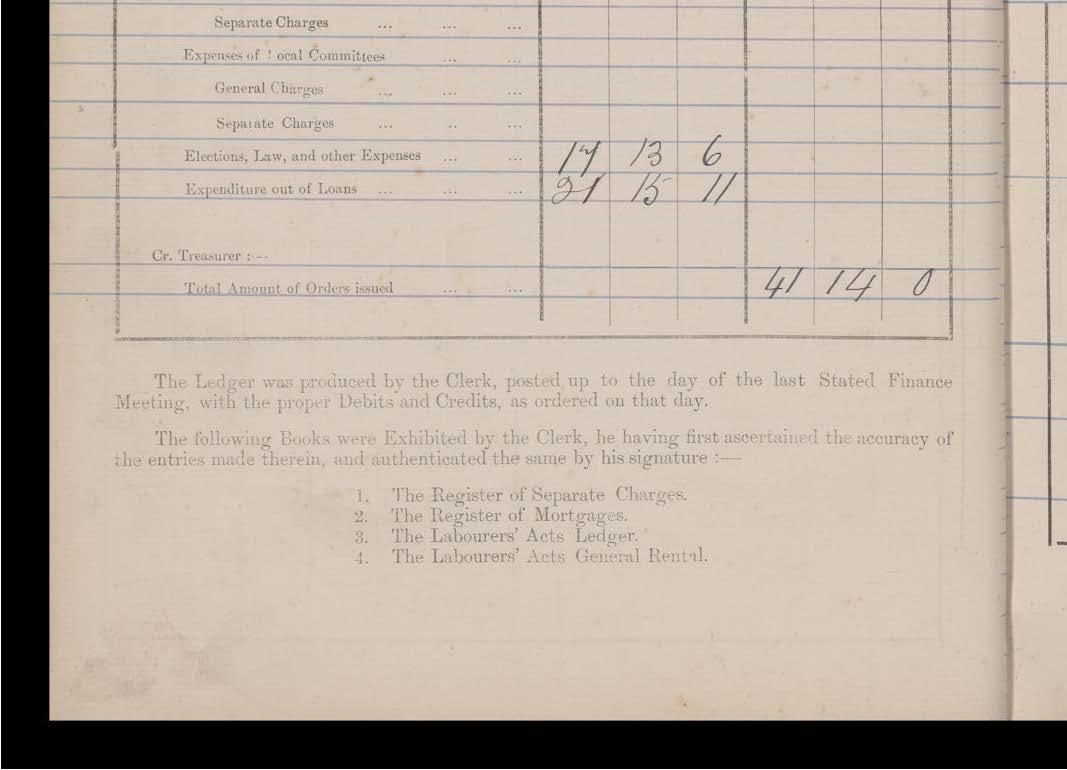 Separate Charges ... ... ...
Expenses of Local Committees ... ...
General Charges ... ... ...
Separate Charges ... .. ...
Elections, Law, and other Expenses ... ... 17 13 6
Expenditure out of Loans ... ... ... 21 15 11
Cr. Treasurer :—
Total Amount of Orders issued ... ... 41 14 0
The Ledger was produced by the Clerk, posted up to the day of the last Stated Finance
Meeting, with the proper Debits and Credits, as ordered on that day.
The following Books were Exhibited by the Clerk, he having first ascertained the accuracy of
the entries made therein, and authenticated the same by his signature :—
1. The Register of Separate Charges.
2. The Register of Mortgages.
3. The Labourers' Acts Ledger.
4. The Labourers' Acts General Rental.